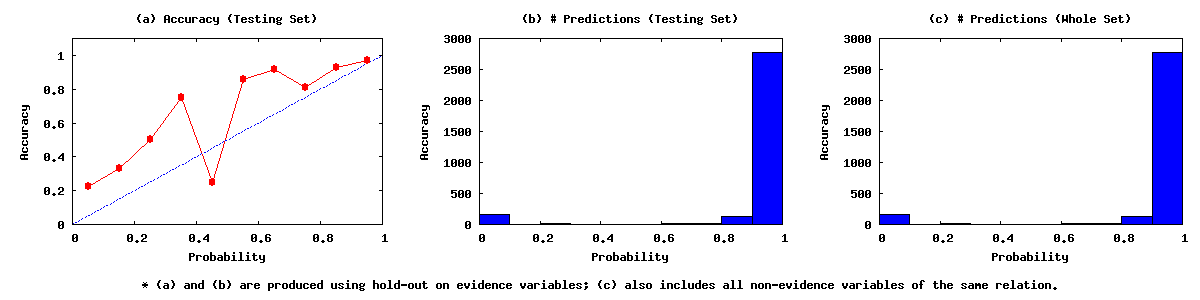 (a) Accuracy (Testing Set)
(b) # Predictions (Testing Set)
(c) # Predictions (Whole Set)
Accuracy
1
0.8
0.6
0.4
0.2
0
0 0.2 0.4 0.6 0.8 1
Probability
Accuracy
3000
2500
2000
1500
1000
500
0
0 0.2 0.4 0.6 0.8 1
Probability
Accuracy
3000
2500
2000
1500
1000
500
0
0 0.2 0.4 0.6 0.8 1
Probability
* (a) and (b) are produced using hold-out on evidence variables; (c) also includes all non-evidence variables of the same relation.